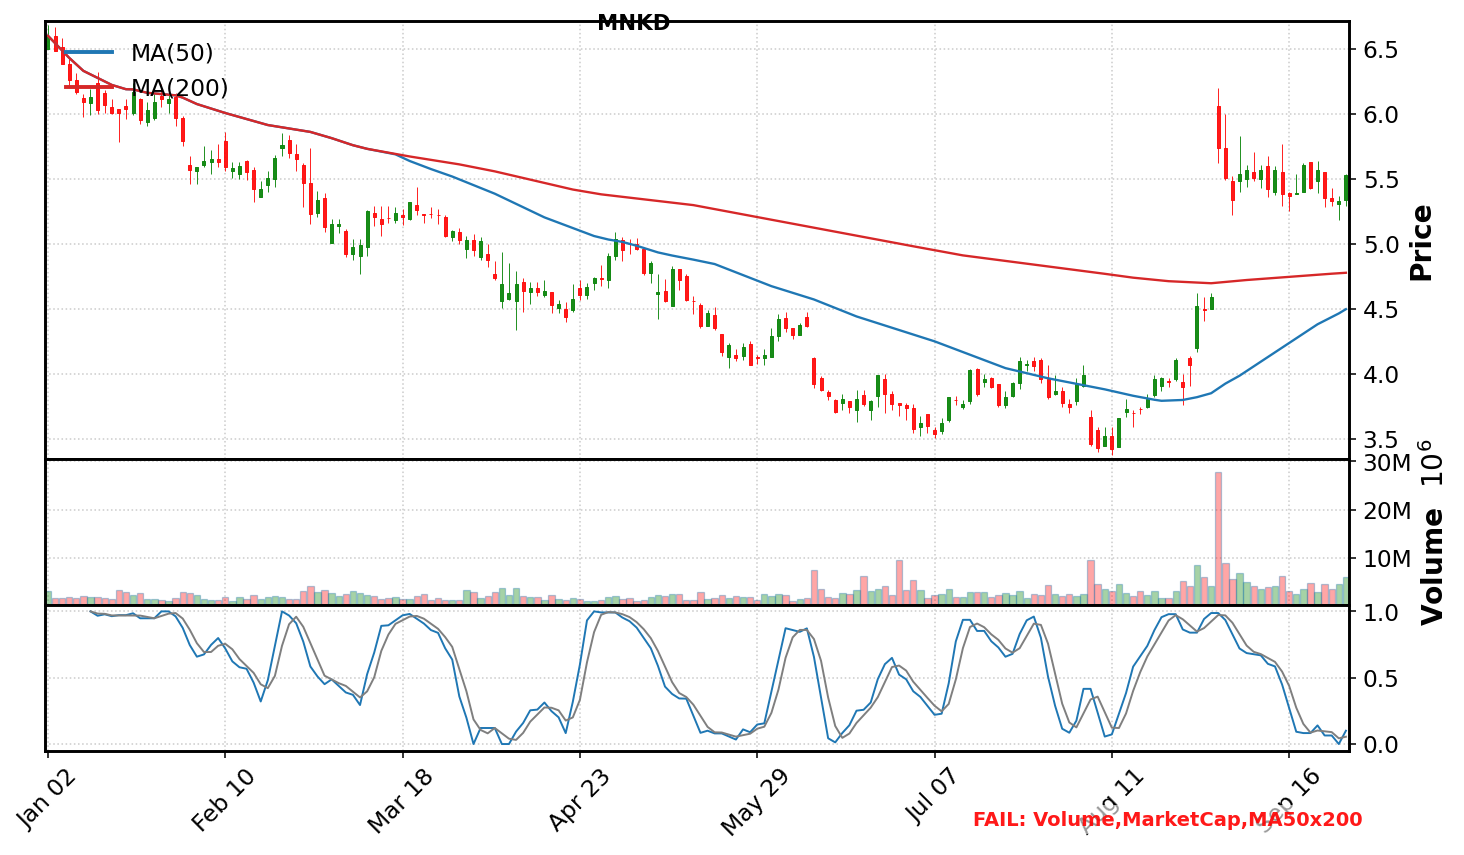 MNKD
MA(50)
MA(200)
6.5
6.0
5.5
5.0
4.5
4.0
3.5
Price
30M
20M
10M
Volume 10^6
1.0
0.5
0.0
Jan 02
Feb 10
Mar 18
Apr 23
May 29
Jul 07
Aug 11
Sep 16
FAIL: Volume,MarketCap,MA50x200